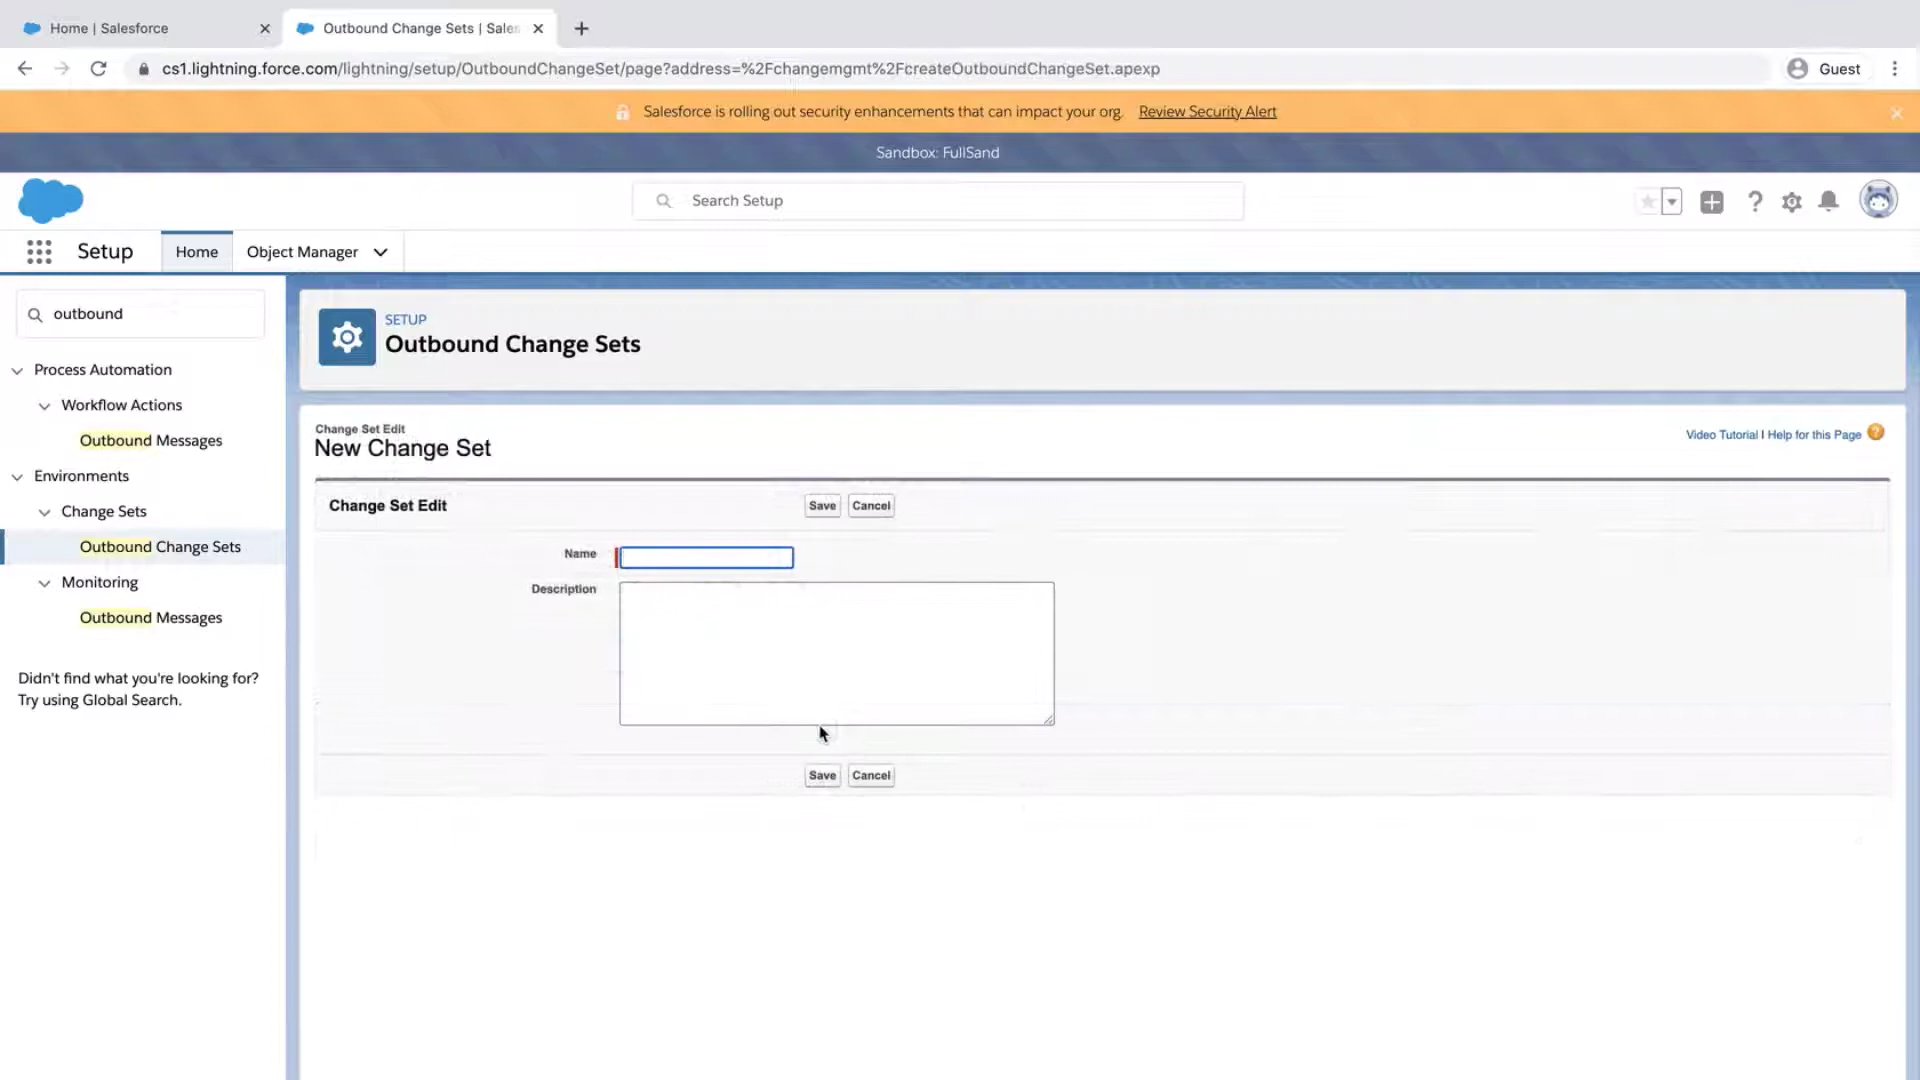 Home | Salesforce
Outbound Change Sets | Sales
cs1.lightning.force.com/lightning/setup/OutboundChangeSet/page?address=%2Fchangemgmt%2FcreateOutboundChangeSet.apexp
Guest
Salesforce is rolling out security enhancements that can impact your org. Review Security Alert
Sandbox: FullSand
Search Setup
Setup
Home
Object Manager
outbound
Process Automation
Workflow Actions
Outbound Messages
Environments
Change Sets
Outbound Change Sets
Monitoring
Outbound Messages
Didn't find what you're looking for?
Try using Global Search.
SETUP
Outbound Change Sets
Change Set Edit
New Change Set
Video Tutorial | Help for this Page
Change Set Edit
Save Cancel
Name
Description
Save Cancel